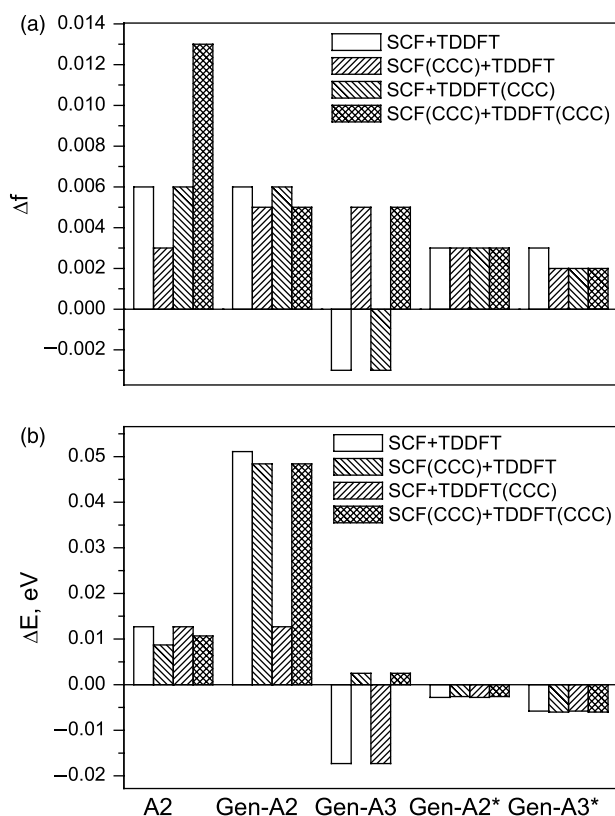 (a)
0.014
0.012
0.010
0.008
0.006
0.004
0.002
0.000
−0.002
Δf
SCF+TDDFT
SCF(CCC)+TDDFT
SCF+TDDFT(CCC)
SCF(CCC)+TDDFT(CCC)
(b)
0.05
0.04
0.03
0.02
0.01
0.00
−0.01
−0.02
ΔE, eV
SCF+TDDFT
SCF(CCC)+TDDFT
SCF+TDDFT(CCC)
SCF(CCC)+TDDFT(CCC)
A2 Gen-A2 Gen-A3 Gen-A2* Gen-A3*